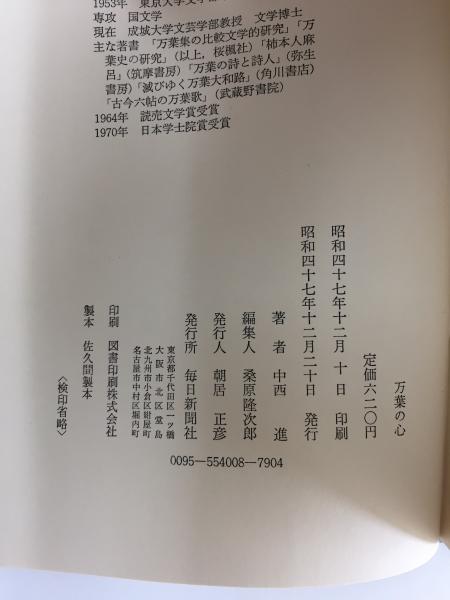 1953年 東京大学文学部
専攻 国文学
現在 成城大学文芸学部教授 文学博士
主な著書 「万葉集の比較文学的研究」「万
葉史の研究」(以上，桜楓社)「柿本人麻
呂」(筑摩書房)「万葉の詩と詩人」(弥生
書房)「滅びゆく万葉大和路」(角川書店)
「古今六帖の万葉歌」(武蔵野書院)
1964年 読売文学賞受賞
1970年 日本学士院賞受賞
万葉の心
定価六二〇円
昭和四十七年十二月 十 日 印刷
昭和四十七年十二月二十日 発行
著 者 中西 進
編集人 桑原隆次郎
発行人 朝居 正彦
発行所 毎日新聞社
東京都千代田区一ツ橋
大阪市北区堂島
北九州市小倉区紺屋町
名古屋市中村区堀内町
印刷 図書印刷株式会社
製本 佐久間製本
〈検印省略〉
0095—554008—7904